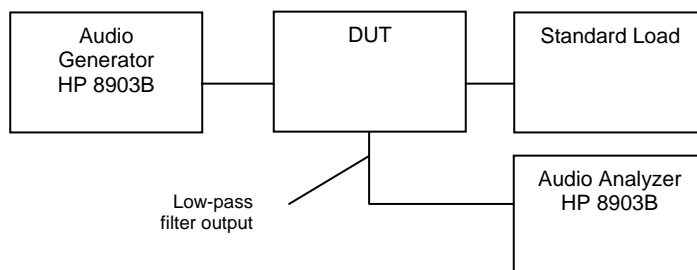 Audio
Generator
HP 8903B
DUT
Standard Load
Low-pass
filter output
Audio Analyzer
HP 8903B